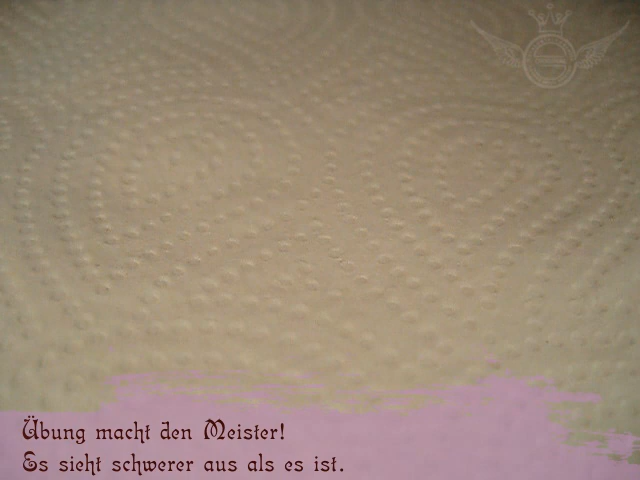 Übung macht den Meister!
Es sieht schwerer aus als es ist.